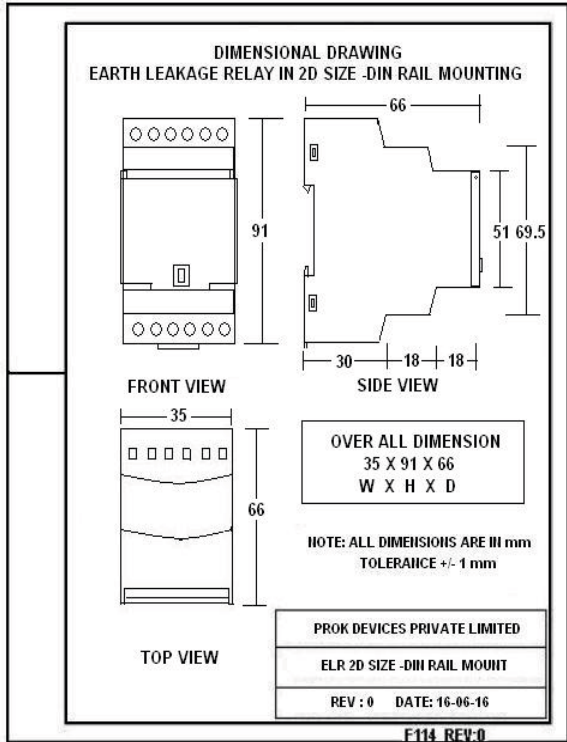 DIMENSIONAL DRAWING
EARTH LEAKAGE RELAY IN 2D SIZE -DIN RAIL MOUNTING
66
91
51 69.5
30 18 18
FRONT VIEW
SIDE VIEW
35
66
TOP VIEW
OVER ALL DIMENSION
35 X 91 X 66
W X H X D
NOTE: ALL DIMENSIONS ARE IN mm
TOLERANCE +/- 1 mm
PROK DEVICES PRIVATE LIMITED
ELR 2D SIZE -DIN RAIL MOUNT
REV : 0 DATE: 16-06-16
F114 REV:0